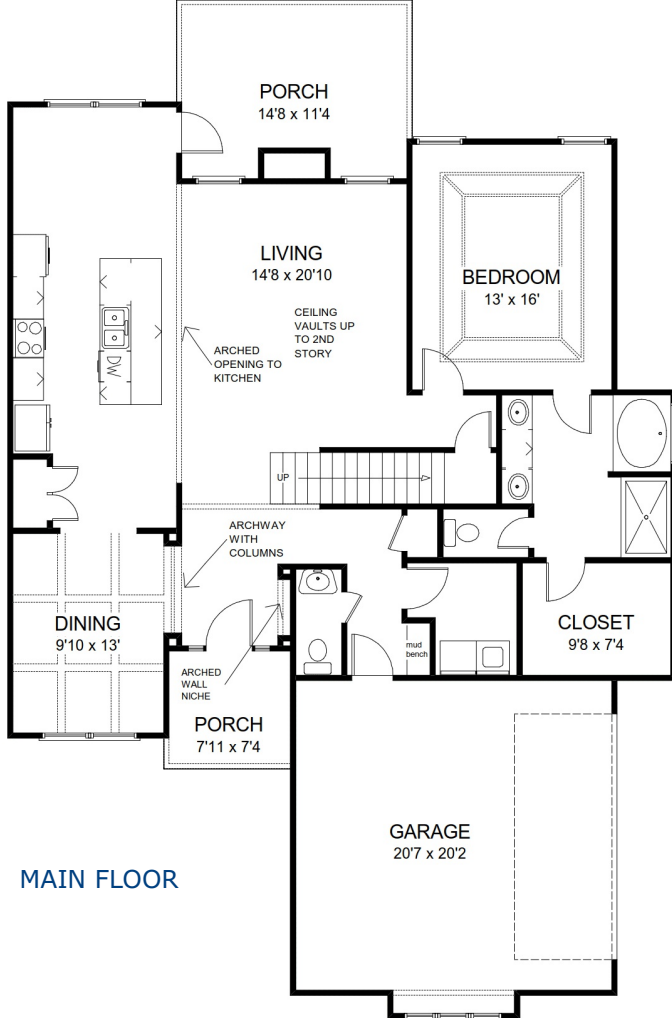 PORCH
14'8 x 11'4
LIVING
14'8 x 20'10
BEDROOM
13' x 16'
CEILING
VAULTS UP
TO 2ND
STORY
ARCHED
OPENING TO
KITCHEN
DW
UP
ARCHWAY
WITH
COLUMNS
DINING
9'10 x 13'
CLOSET
9'8 x 7'4
mud
bench
ARCHED
WALL
NICHE
PORCH
7'11 x 7'4
GARAGE
20'7 x 20'2
MAIN FLOOR